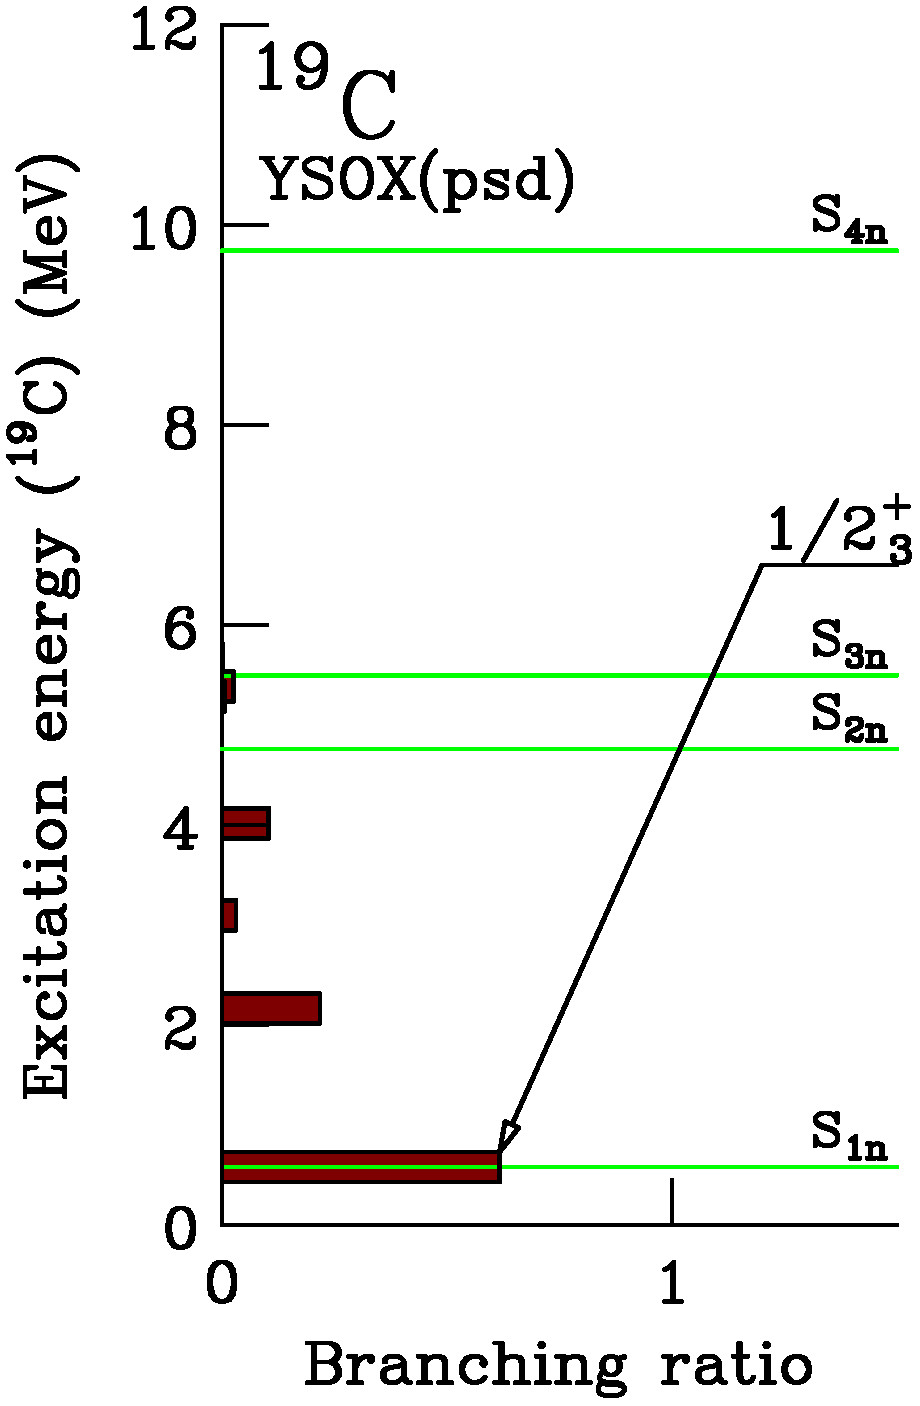 12
¹⁹C
YSOX(psd)
10
S₄ₙ
8
1/2⁺₃
6
S₃ₙ
S₂ₙ
4
2
S₁ₙ
0
0 1
Branching ratio
Excitation energy (¹⁹C) (MeV)